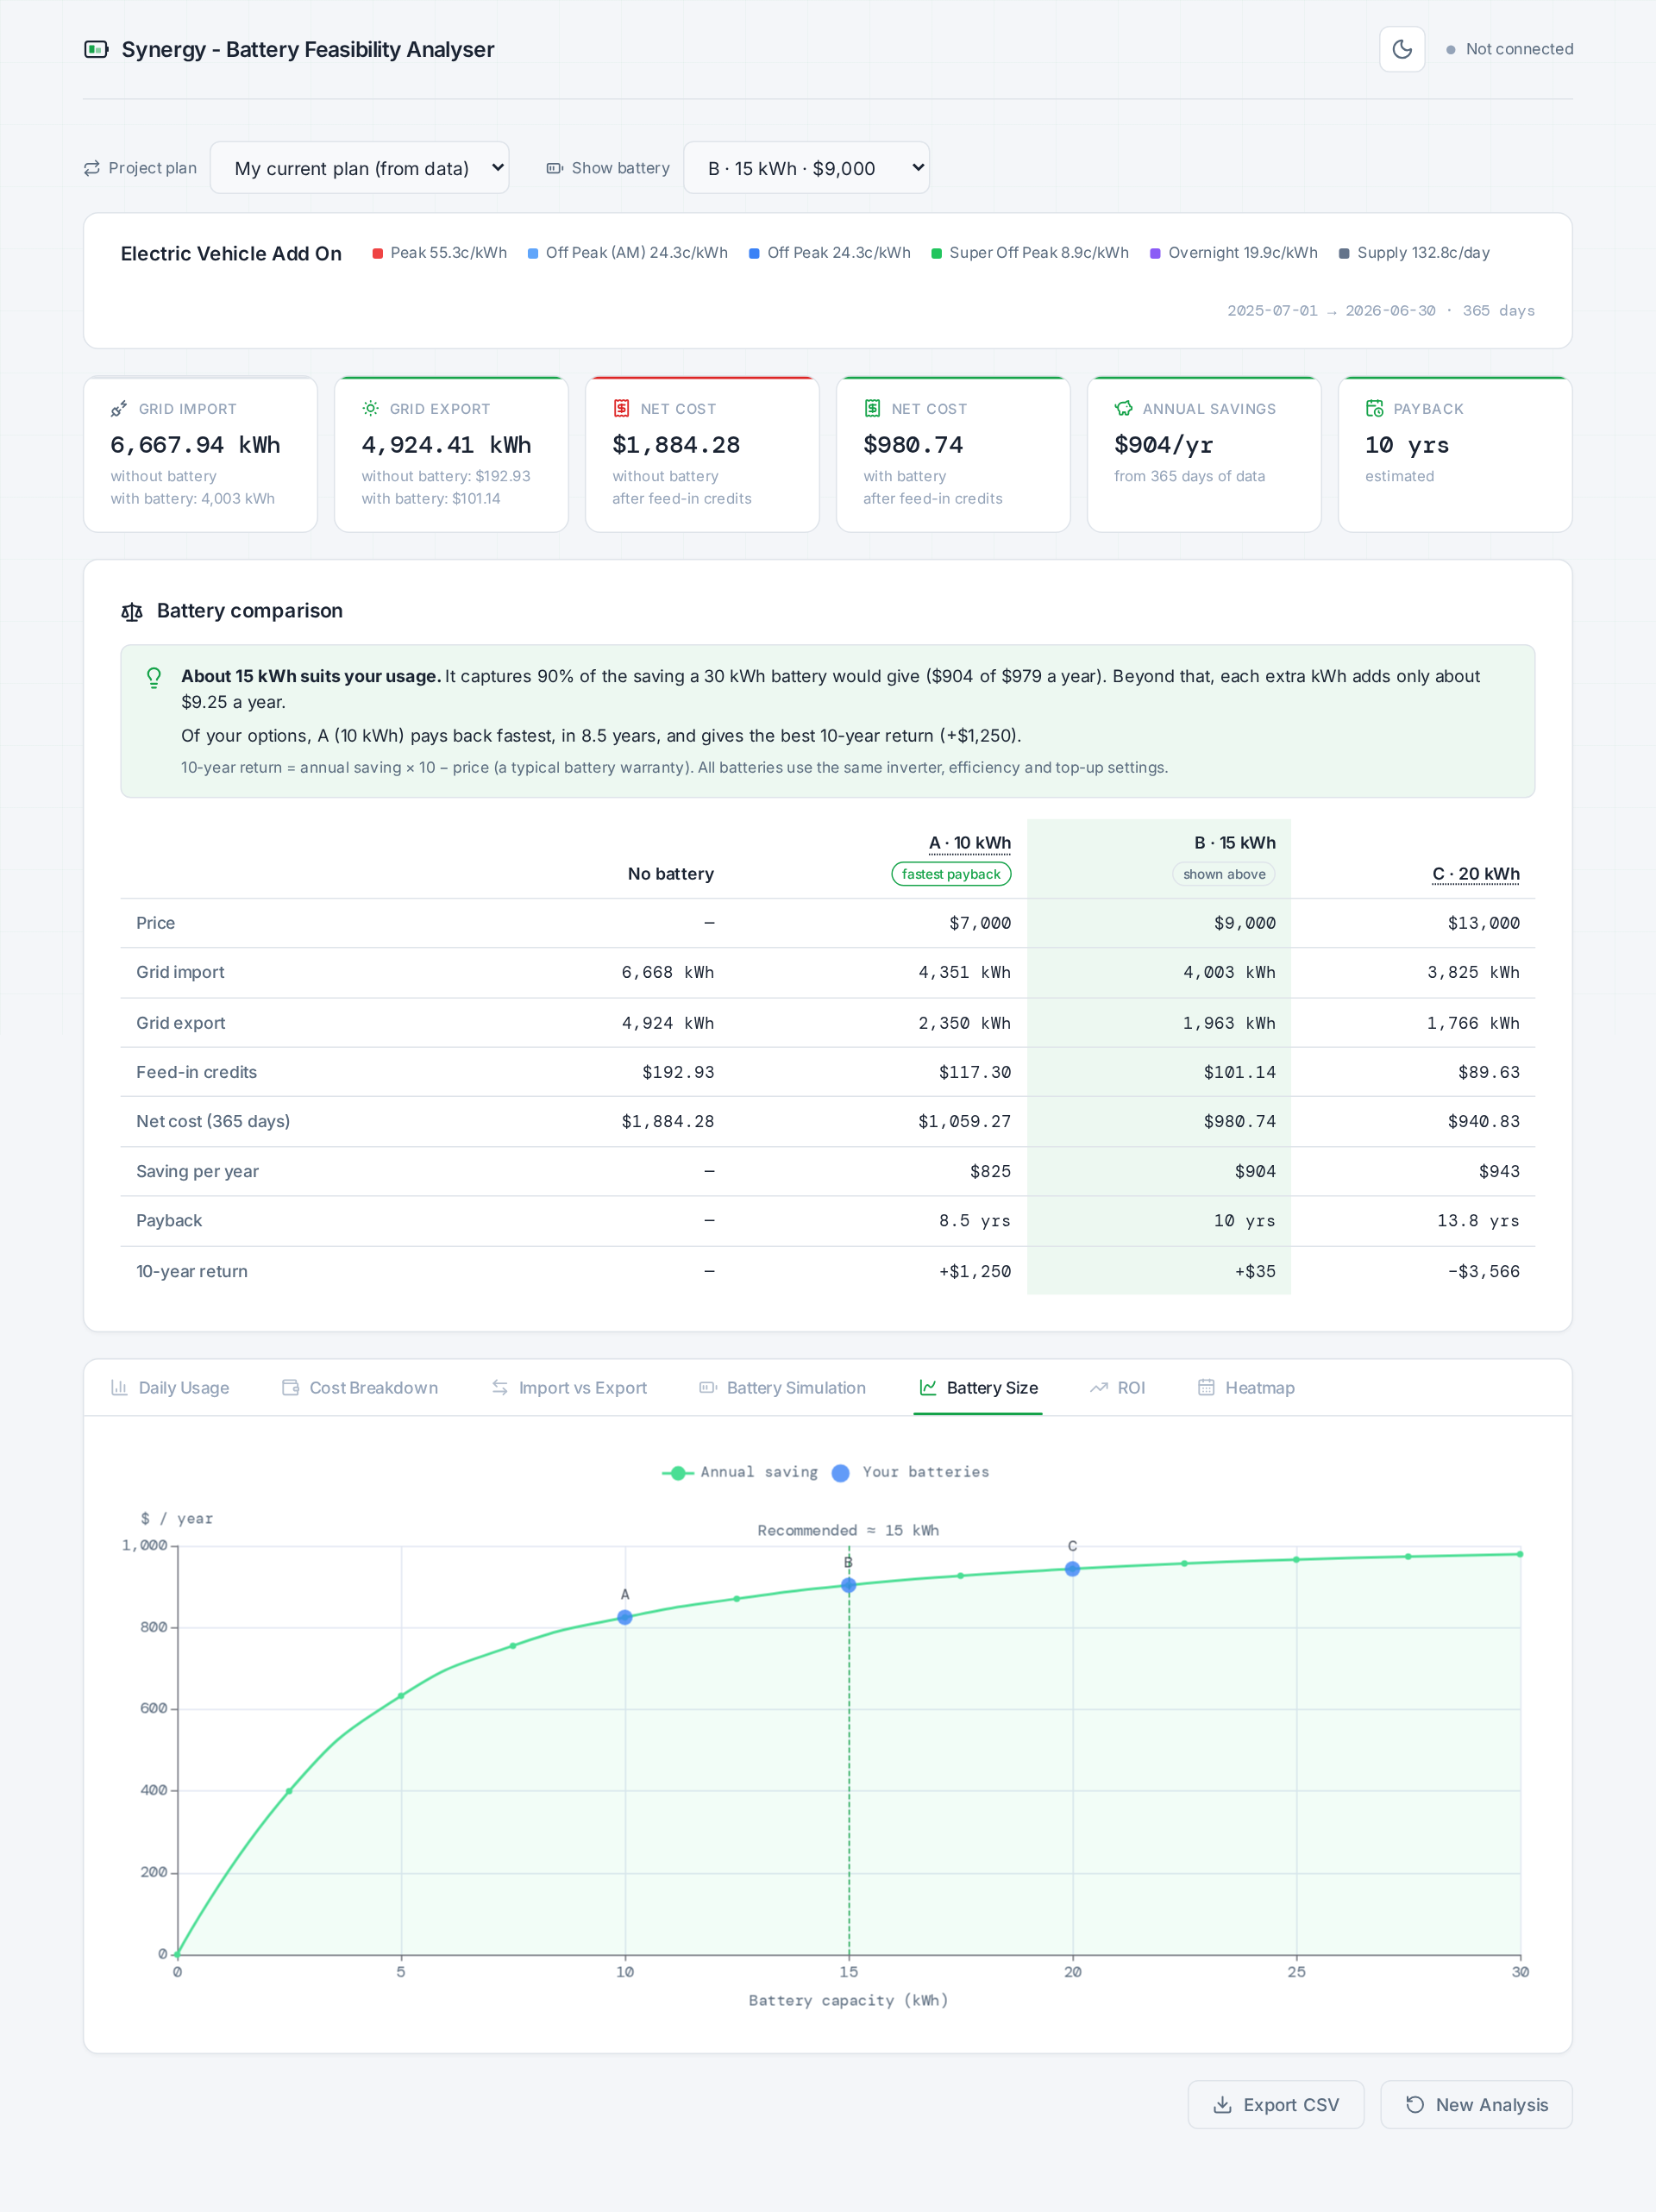 Synergy - Battery Feasibility Analyser
Not connected
Project plan
My current plan (from data)
Show battery
B · 15 kWh · $9,000
Electric Vehicle Add On
Peak 55.3c/kWh
Off Peak (AM) 24.3c/kWh
Off Peak 24.3c/kWh
Super Off Peak 8.9c/kWh
Overnight 19.9c/kWh
Supply 132.8c/day
2025-07-01 → 2026-06-30 · 365 days
GRID IMPORT
6,667.94 kWh
without battery
with battery: 4,003 kWh
GRID EXPORT
4,924.41 kWh
without battery: $192.93
with battery: $101.14
NET COST
$1,884.28
without battery
after feed-in credits
NET COST
$980.74
with battery
after feed-in credits
ANNUAL SAVINGS
$904/yr
from 365 days of data
PAYBACK
10 yrs
estimated
Battery comparison
About 15 kWh suits your usage. It captures 90% of the saving a 30 kWh battery would give ($904 of $979 a year). Beyond that, each extra kWh adds only about
$9.25 a year.
Of your options, A (10 kWh) pays back fastest, in 8.5 years, and gives the best 10-year return (+$1,250).
10-year return = annual saving × 10 − price (a typical battery warranty). All batteries use the same inverter, efficiency and top-up settings.
No battery
A · 10 kWh
fastest payback
B · 15 kWh
shown above
C · 20 kWh
Price — $7,000 $9,000 $13,000
Grid import 6,668 kWh 4,351 kWh 4,003 kWh 3,825 kWh
Grid export 4,924 kWh 2,350 kWh 1,963 kWh 1,766 kWh
Feed-in credits $192.93 $117.30 $101.14 $89.63
Net cost (365 days) $1,884.28 $1,059.27 $980.74 $940.83
Saving per year — $825 $904 $943
Payback — 8.5 yrs 10 yrs 13.8 yrs
10-year return — +$1,250 +$35 −$3,566
Daily Usage
Cost Breakdown
Import vs Export
Battery Simulation
Battery Size
ROI
Heatmap
Annual saving
Your batteries
$ / year
Recommended ≈ 15 kWh
1,000
800
600
400
200
0
A
B
C
0 5 10 15 20 25 30
Battery capacity (kWh)
Export CSV
New Analysis